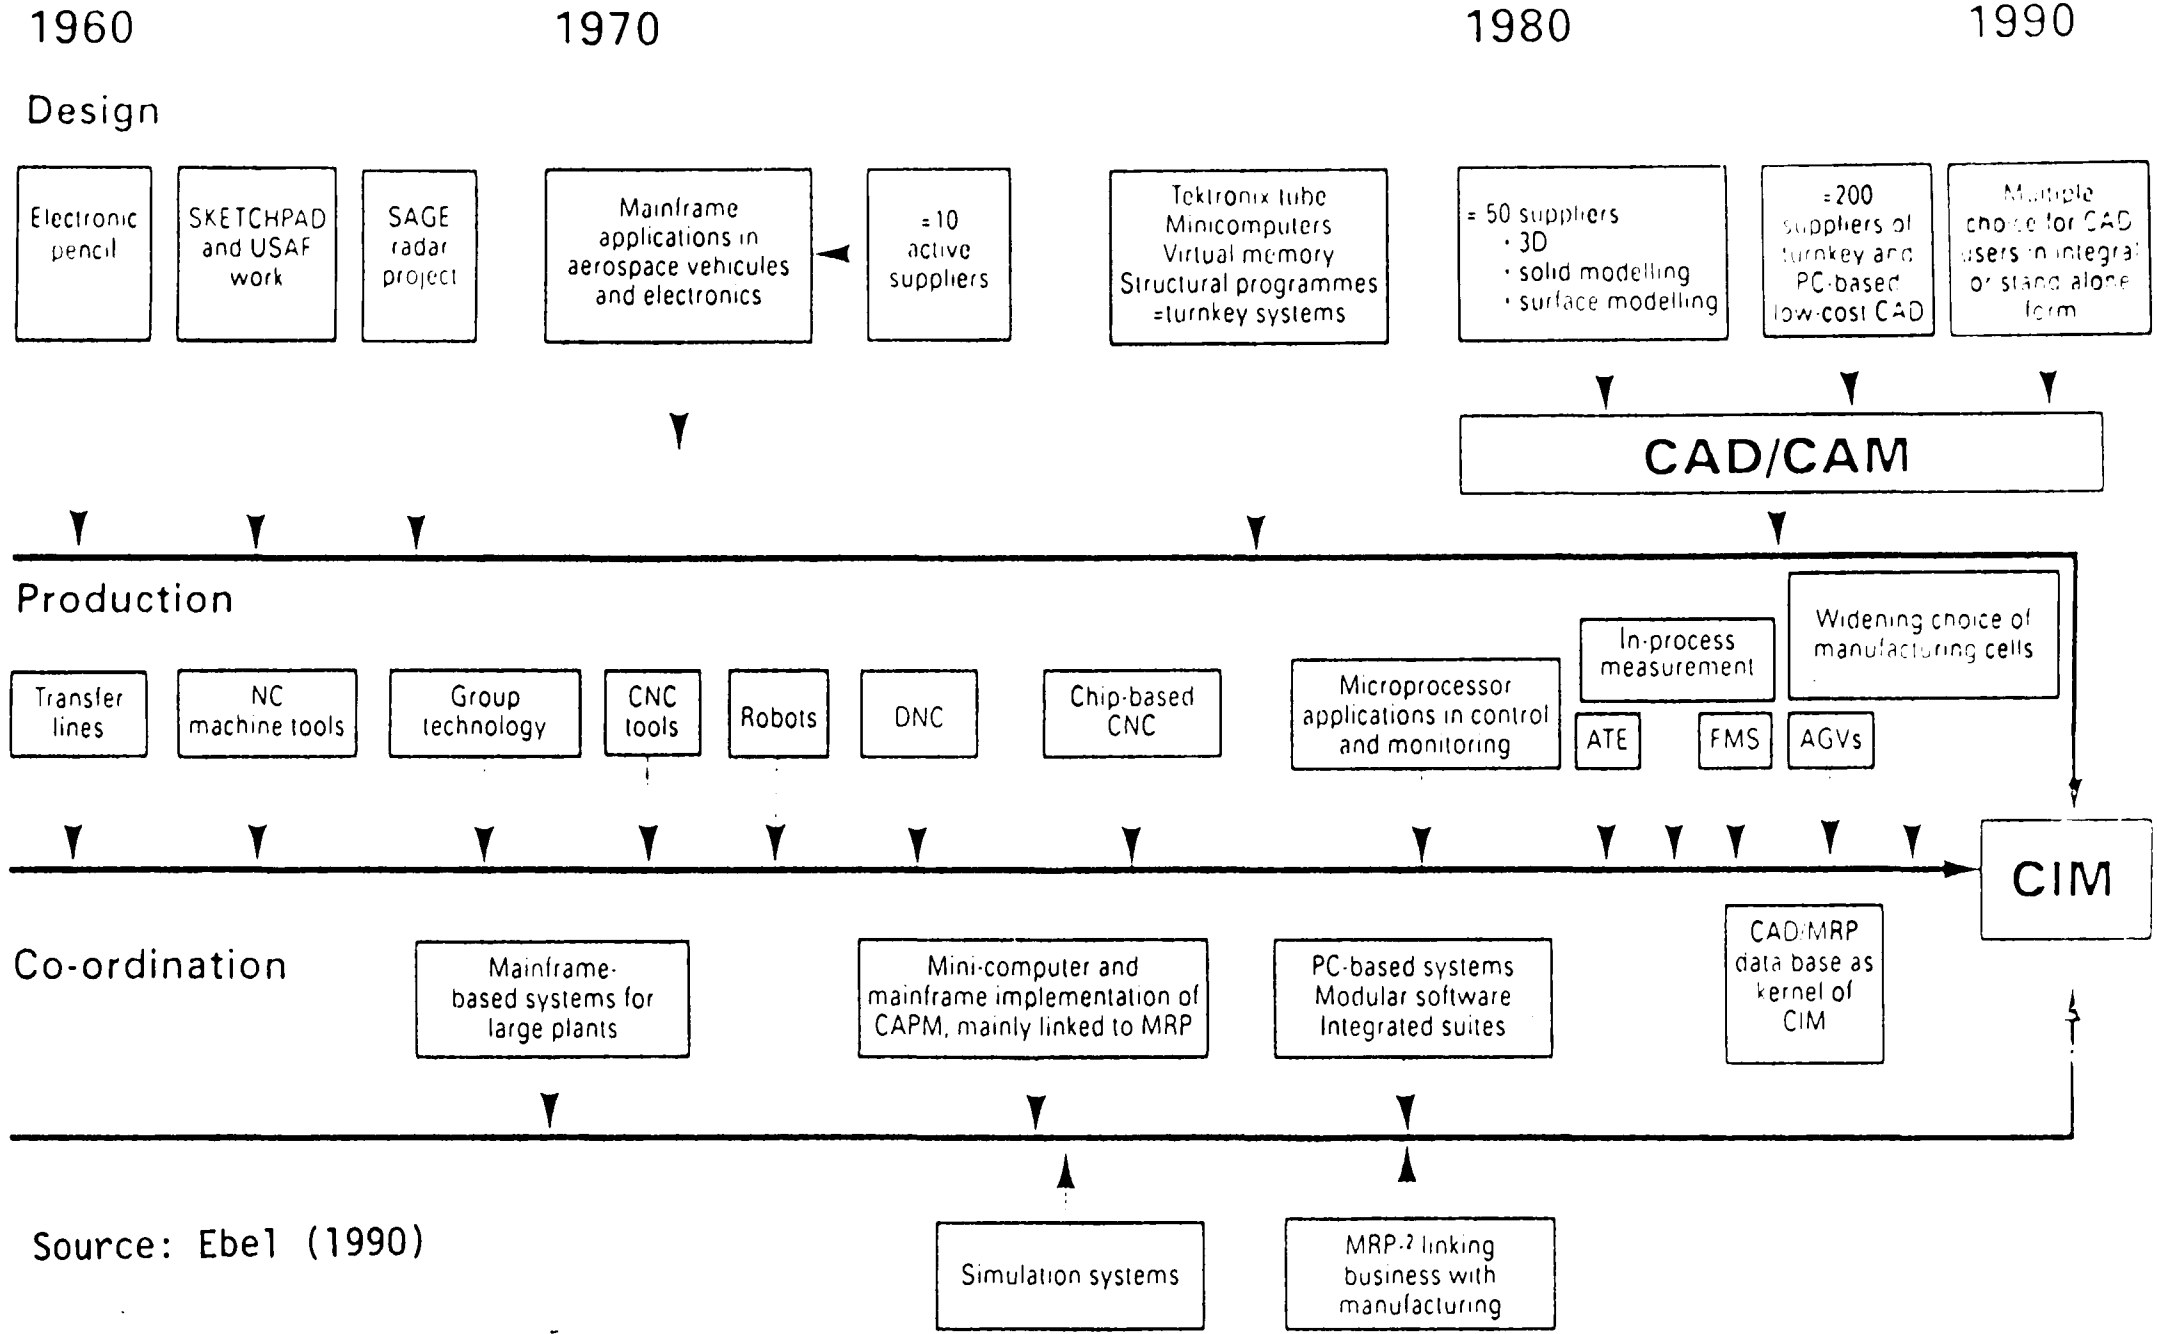 1960
1970
1980
1990
Design
Electronic
pencil
SKETCHPAD
and USAF
work
SAGE
radar
project
Mainframe
applications in
aerospace vehicules
and electronics
=10
active
suppliers
Tektronix tube
Minicomputers
Virtual memory
Structural programmes
=turnkey systems
= 50 suppliers
• 3D
• solid modelling
• surface modelling
=200
suppliers of
turnkey and
PC-based
low-cost CAD
Multiple
choice for CAD
users in integral
or stand alone
form
CAD/CAM
Production
Transfer
lines
NC
machine tools
Group
technology
CNC
tools
Robots
DNC
Chip-based
CNC
Microprocessor
applications in control
and monitoring
In-process
measurement
ATE
FMS
Widening choice of
manufacturing cells
AGVs
CIM
Co-ordination
Mainframe-
based systems for
large plants
Mini-computer and
mainframe implementation of
CAPM, mainly linked to MRP
PC-based systems
Modular software
Integrated suites
CAD/MRP
data base as
kernel of
CIM
Simulation systems
MRP-2 linking
business with
manufacturing
Source: Ebel (1990)